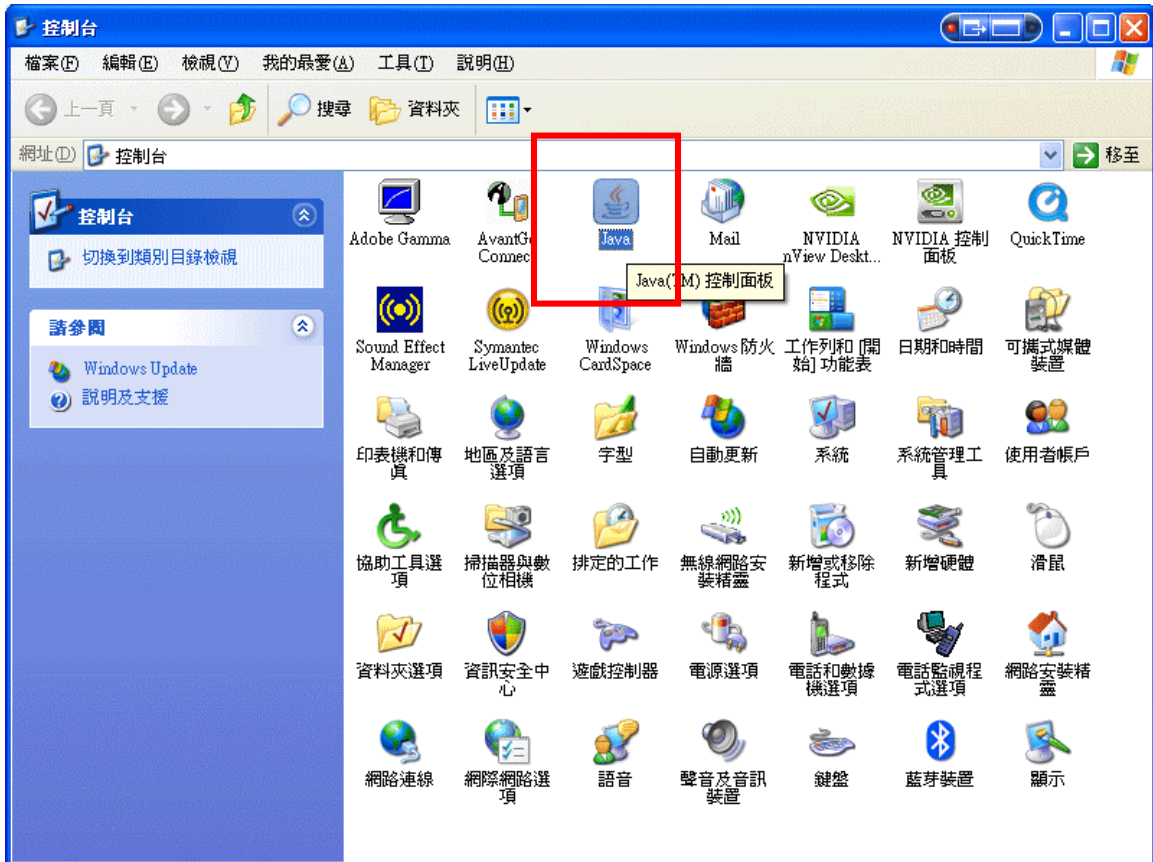 控制台
檔案(F) 編輯(E) 檢視(V) 我的最愛(A) 工具(T) 說明(H)
上一頁 搜尋 資料夾
網址(D) 控制台 移至
控制台
切換到類別目錄檢視
請參閱
Windows Update
說明及支援
Adobe Gamma
AvantGo
Connec
Java
Mail
NVIDIA
nView Deskt...
NVIDIA 控制
面板
QuickTime
Java(TM) 控制面板
Sound Effect
Manager
Symantec
LiveUpdate
Windows
CardSpace
Windows 防火
牆
工作列和 [開
始] 功能表
日期和時間
可攜式媒體
裝置
印表機和傳
真
地區及語言
選項
字型
自動更新
系統
系統管理工
具
使用者帳戶
協助工具選
項
掃描器與數
位相機
排定的工作
無線網路安
裝精靈
新增或移除
程式
新增硬體
滑鼠
資料夾選項
資訊安全中
心
遊戲控制器
電源選項
電話和數據
機選項
電話監視程
式選項
網路安裝精
靈
網路連線
網際網路選
項
語音
聲音及音訊
裝置
鍵盤
藍芽裝置
顯示